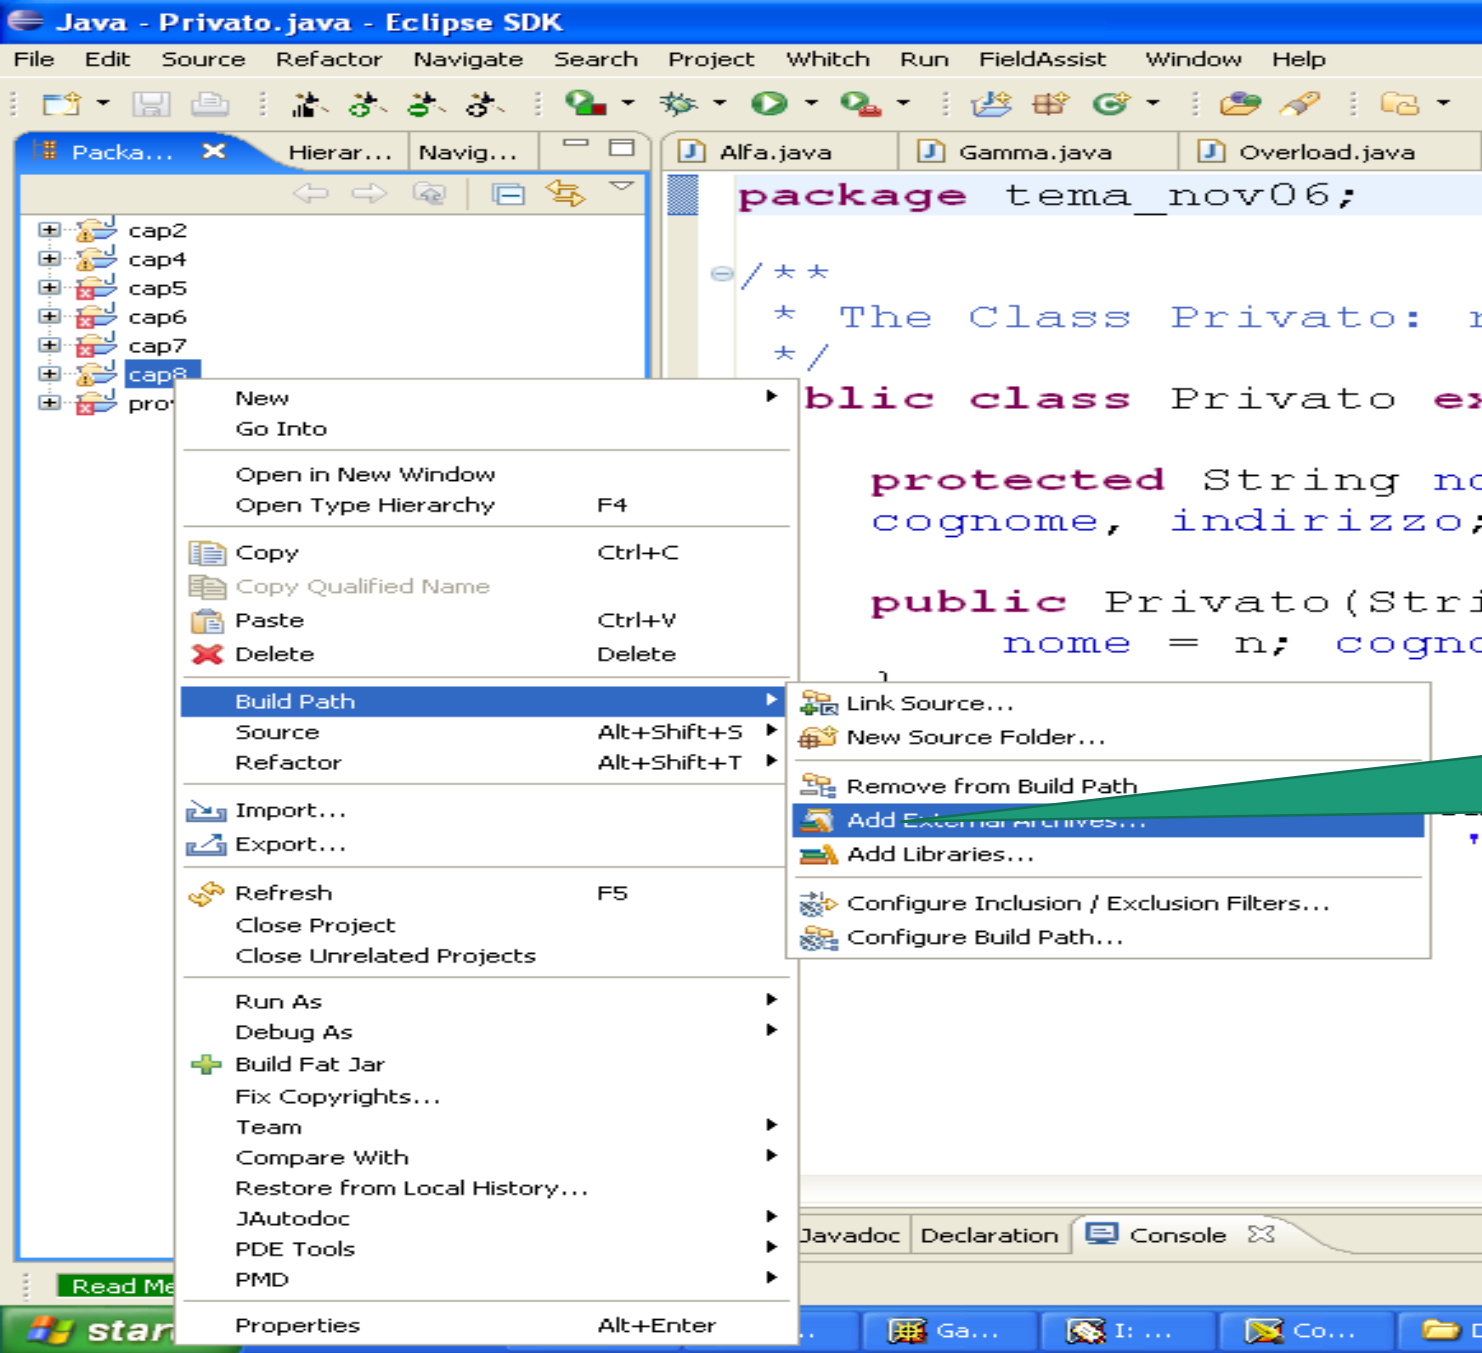 Java - Privato.java - Eclipse SDK
File Edit Source Refactor Navigate Search Project Whitch Run FieldAssist Window Help
Packa... Hierar... Navig... Alfa.java Gamma.java Overload.java
package tema_nov06;
cap2
cap4
cap5
cap6
cap7
cap8
/**
* The Class Privato:
*/
blic class Privato
protected String
cognome, indirizzo;
public Privato(
nome = n;
New
Go Into
Open in New Window
Open Type Hierarchy F4
Copy Ctrl+C
Copy Qualified Name
Paste Ctrl+V
Delete Delete
Build Path
Source Alt+Shift+S
Refactor Alt+Shift+T
Import...
Export...
Refresh F5
Close Project
Close Unrelated Projects
Run As
Debug As
Build Fat Jar
Fix Copyrights...
Team
Compare With
Restore from Local History...
JAutodoc
PDE Tools
PMD
Properties Alt+Enter
Link Source...
New Source Folder...
Remove from Build Path
Add External Archives...
Add Libraries...
Configure Inclusion / Exclusion Filters...
Configure Build Path...
Javadoc Declaration Console
Read Me
star
Ga... I: ... Co...